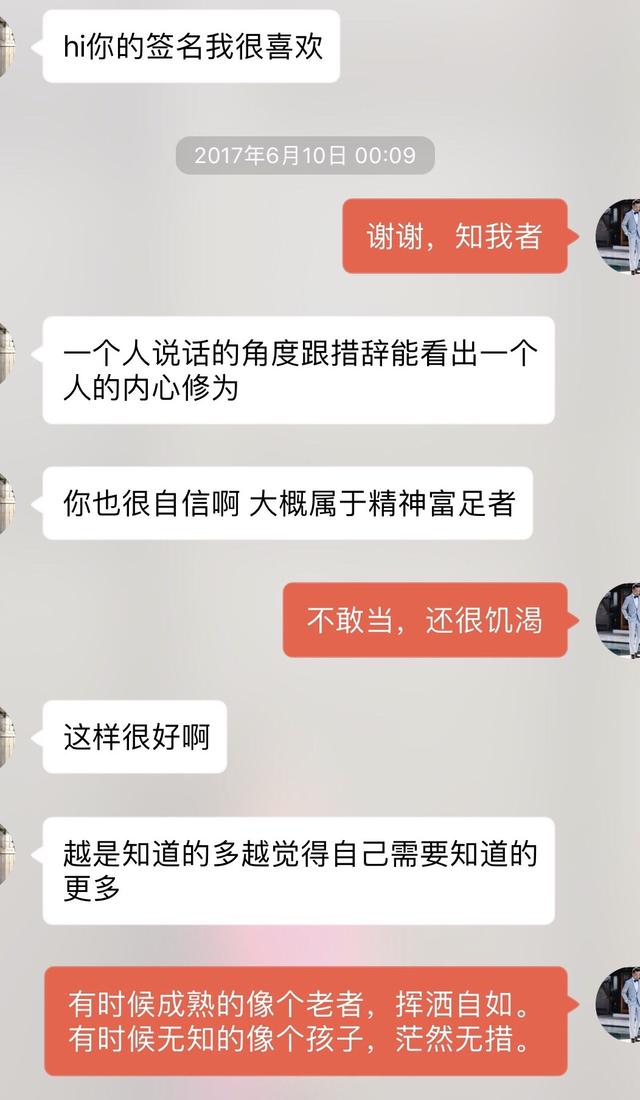 hi你的签名我很喜欢
2017年6月10日 00:09
谢谢，知我者
一个人说话的角度跟措辞能看出一个
人的内心修为
你也很自信啊 大概属于精神富足者
不敢当，还很饥渴
这样很好啊
越是知道的多越觉得自己需要知道的
更多
有时候成熟的像个老者，挥洒自如。
有时候无知的像个孩子，茫然无措。